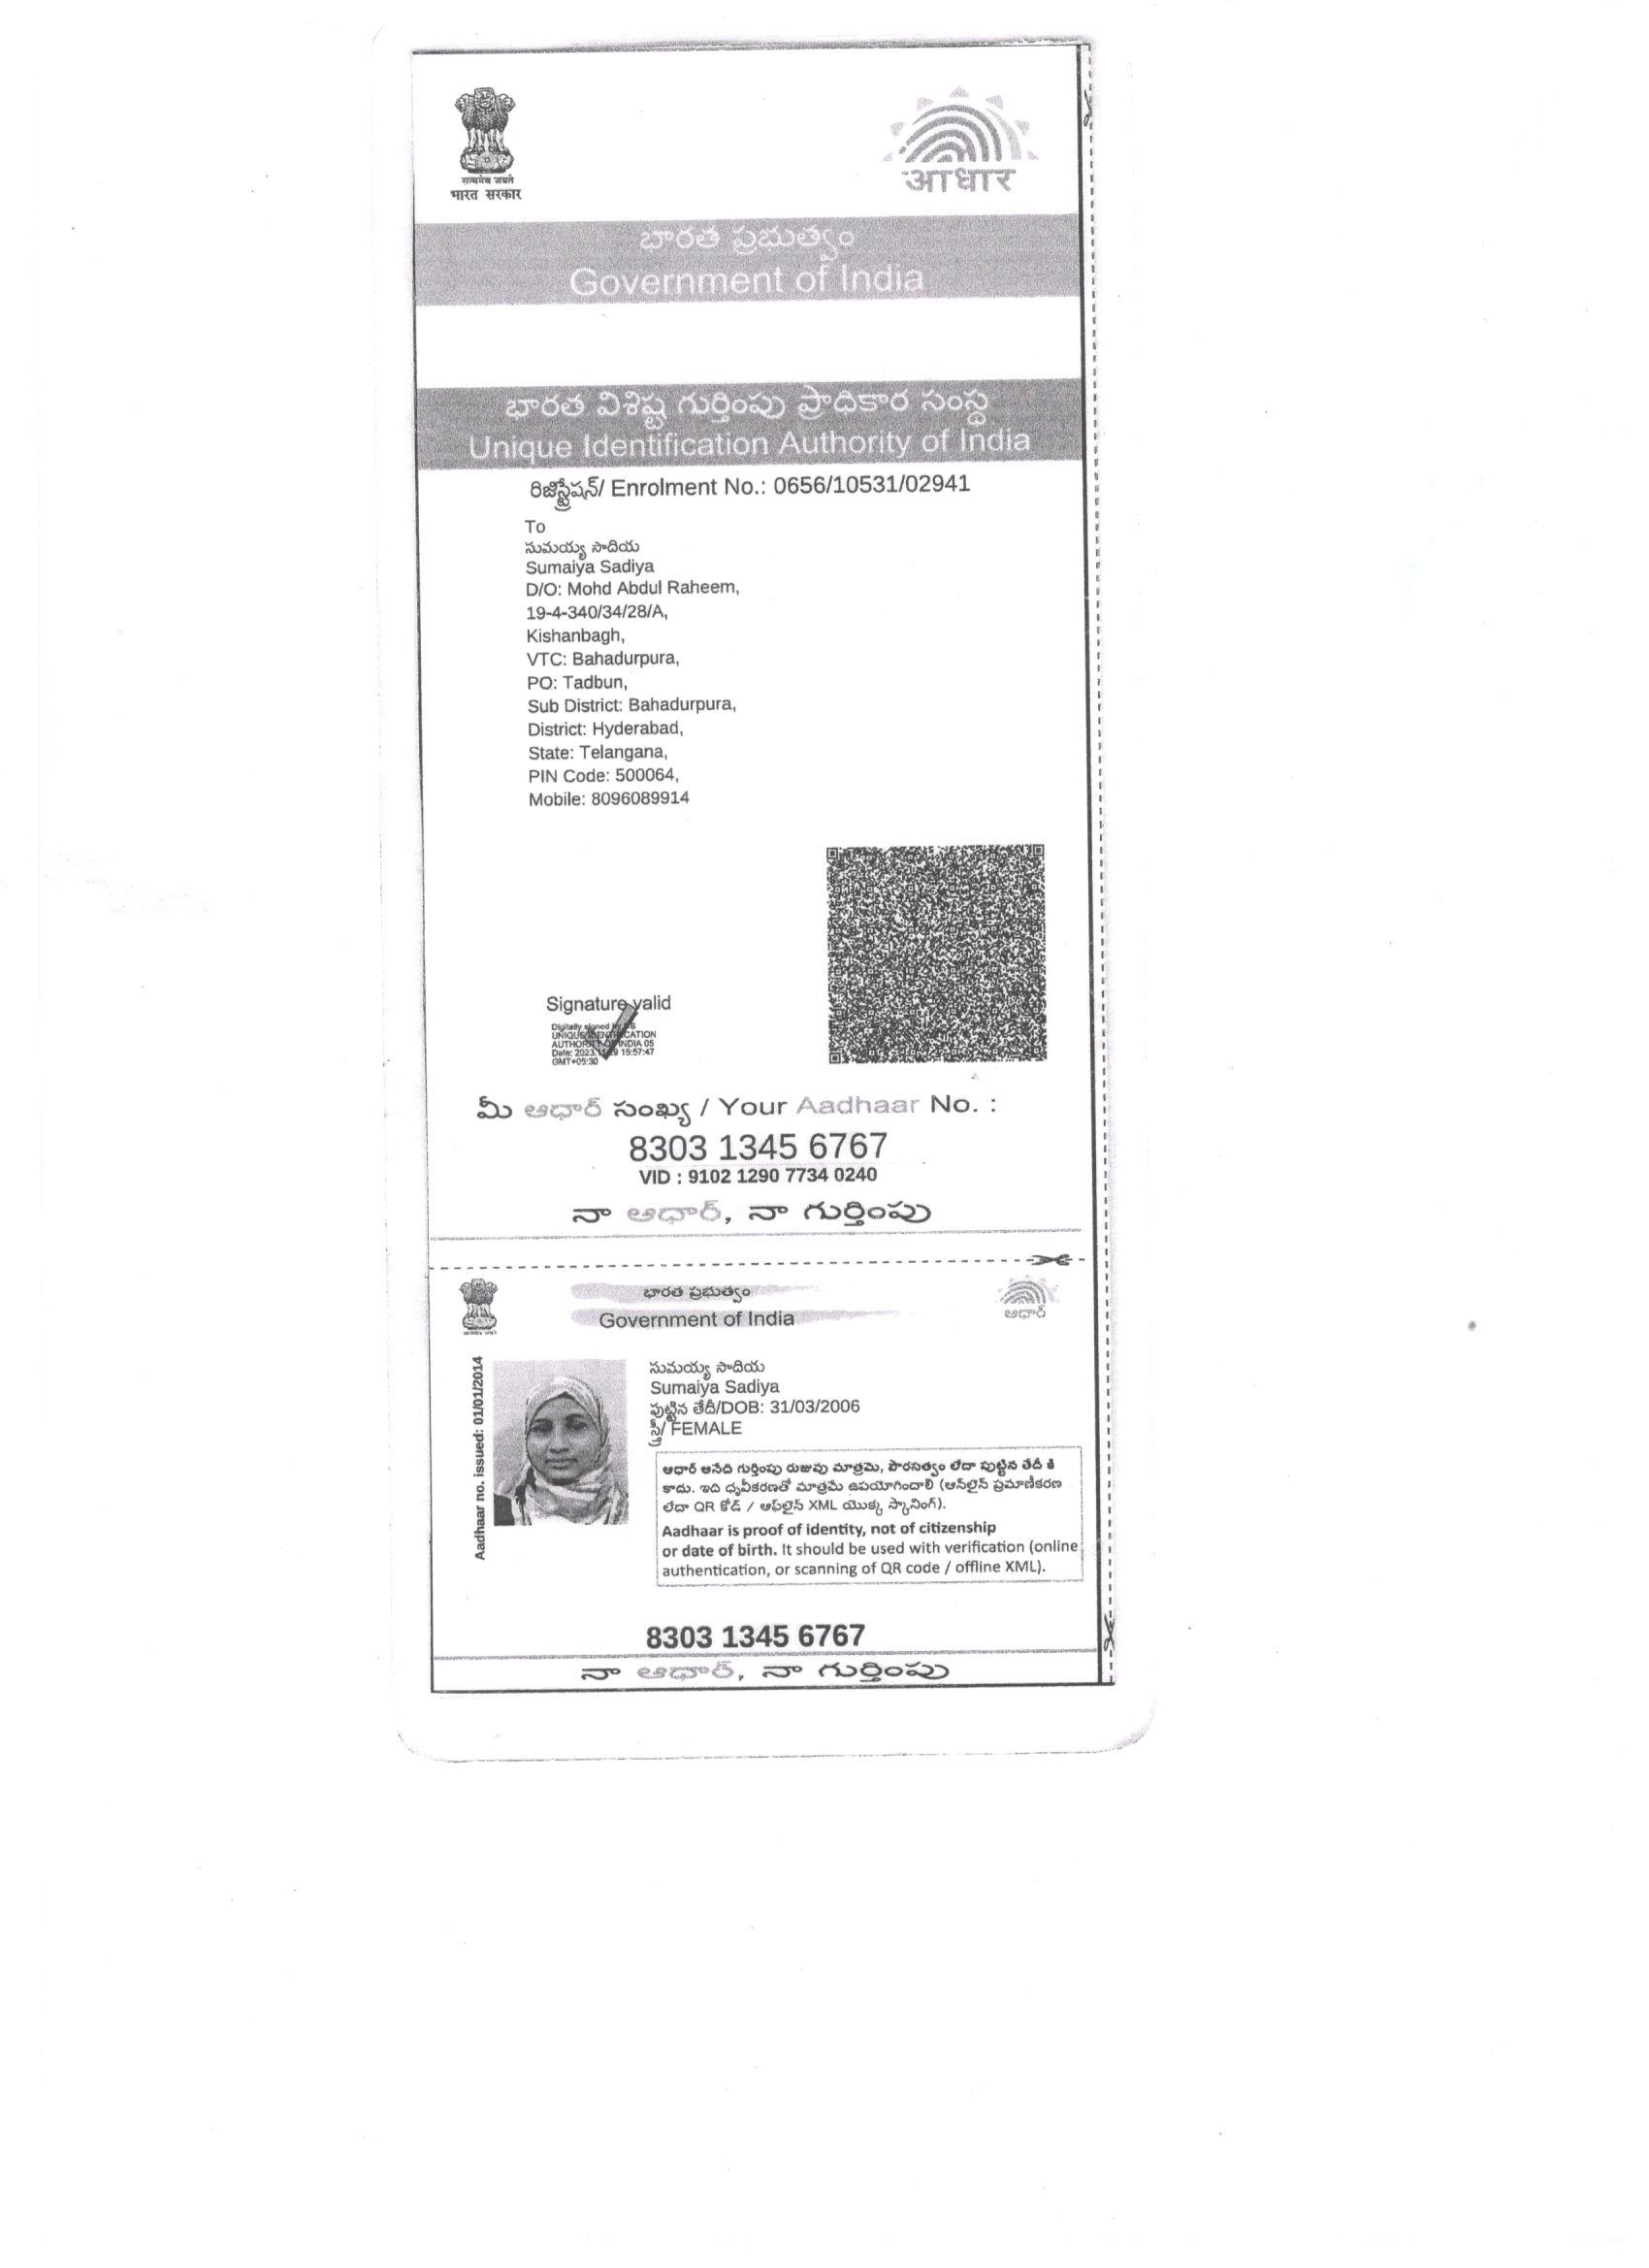 सत्यमेव जयते
भारत सरकार
आधार
భారత ప్రభుత్వం
Government of India
భారత విశిష్ట గుర్తింపు ప్రాధికార సంస్థ
Unique Identification Authority of India
రిజిస్ట్రేషన్/ Enrolment No.: 0656/10531/02941
To
సుమయ్య సాదియ
Sumaiya Sadiya
D/O: Mohd Abdul Raheem,
19-4-340/34/28/A,
Kishanbagh,
VTC: Bahadurpura,
PO: Tadbun,
Sub District: Bahadurpura,
District: Hyderabad,
State: Telangana,
PIN Code: 500064,
Mobile: 8096089914
Signature valid
Digitally signed by DS
UNIQUE IDENTIFICATION
AUTHORITY OF INDIA 05
Date: 2023 15:57:47
GMT+05:30
మీ ఆధార్ సంఖ్య / Your Aadhaar No. :
8303 1345 6767
VID : 9102 1290 7734 0240
నా ఆధార్, నా గుర్తింపు
భారత ప్రభుత్వం
Government of India
ఆధార్
Aadhaar no. issued: 01/01/2014
సుమయ్య సాదియ
Sumaiya Sadiya
పుట్టిన తేదీ/DOB: 31/03/2006
స్త్రీ/ FEMALE
ఆధార్ అనేది గుర్తింపు రుజువు మాత్రమే, పౌరసత్వం లేదా పుట్టిన తేదీ కి
కాదు. ఇది ధృవీకరణతో మాత్రమే ఉపయోగించాలి (ఆన్‌లైన్ ప్రమాణీకరణ
లేదా QR కోడ్ / ఆఫ్‌లైన్ XML యొక్క స్కానింగ్).
Aadhaar is proof of identity, not of citizenship
or date of birth. It should be used with verification (online
authentication, or scanning of QR code / offline XML).
8303 1345 6767
నా ఆధార్, నా గుర్తింపు